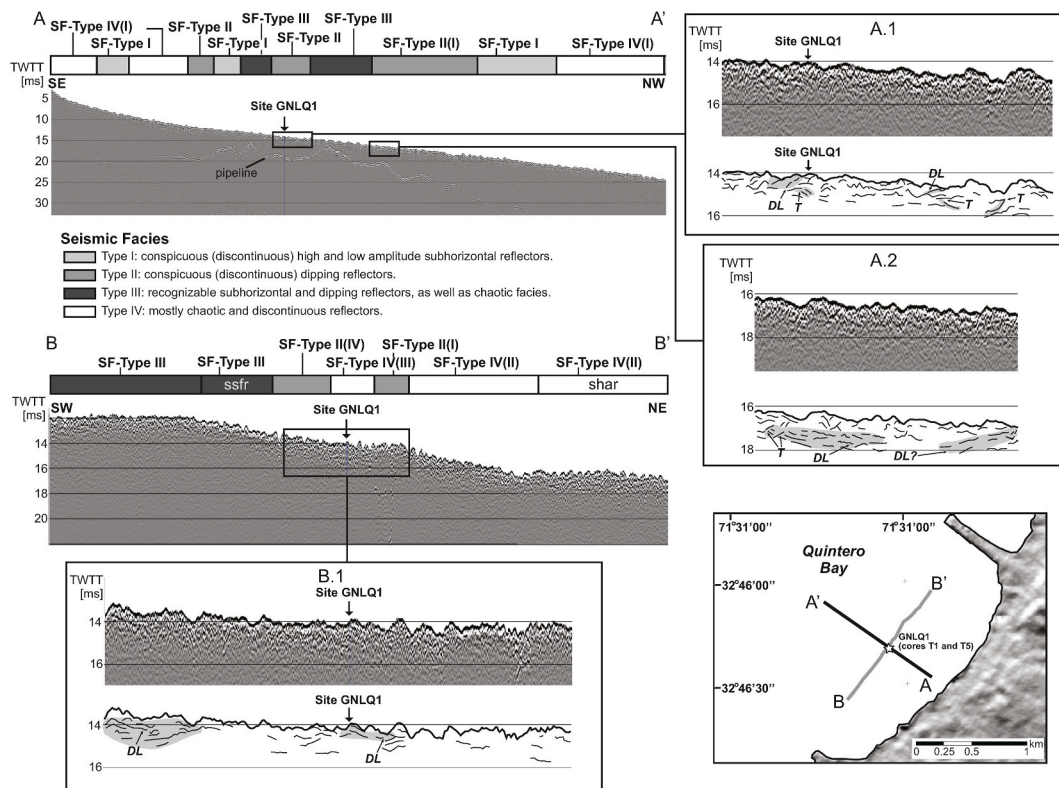 A
A'
SF-Type IV(I)
SF-Type I
SF-Type II
SF-Type I
SF-Type III
SF-Type II
SF-Type III
SF-Type II(I)
SF-Type I
SF-Type IV(I)
TWTT
[ms]
SE
NW
5
10
15
20
25
30
Site GNLQ1
pipeline
Seismic Facies
Type I: conspicuous (discontinuous) high and low amplitude subhorizontal reflectors.
Type II: conspicuous (discontinuous) dipping reflectors.
Type III: recognizable subhorizontal and dipping reflectors, as well as chaotic facies.
Type IV: mostly chaotic and discontinuous reflectors.
A.1
TWTT
[ms]
Site GNLQ1
14
16
Site GNLQ1
14
16
DL
T
DL
T
T
A.2
TWTT
[ms]
16
18
16
18
T
DL
DL?
B
B'
SF-Type III
SF-Type III
SF-Type II(IV)
SF-Type IV(III)
SF-Type II(I)
SF-Type IV(II)
SF-Type IV(II)
ssfr
shar
TWTT
[ms]
SW
NE
Site GNLQ1
14
16
18
20
B.1
TWTT
[ms]
Site GNLQ1
14
16
Site GNLQ1
14
16
DL
DL
71°31'00''
71°31'00''
Quintero
Bay
32°46'00''
32°46'30''
A'
B'
GNLQ1
(cores T1 and T5)
A
B
km
0 0.25 0.5 1